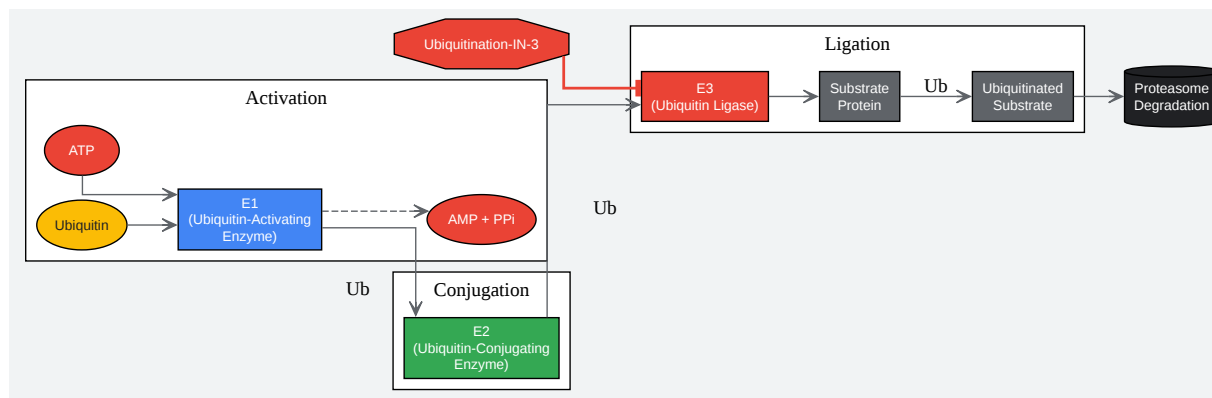 Ubiquitination-IN-3
Ligation
E3
(Ubiquitin Ligase)
Substrate
Protein
Ub
Ubiquitinated
Substrate
Proteasome
Degradation
Activation
ATP
Ubiquitin
E1
(Ubiquitin-Activating
Enzyme)
AMP + PPi
Ub
Ub
Conjugation
E2
(Ubiquitin-Conjugating
Enzyme)